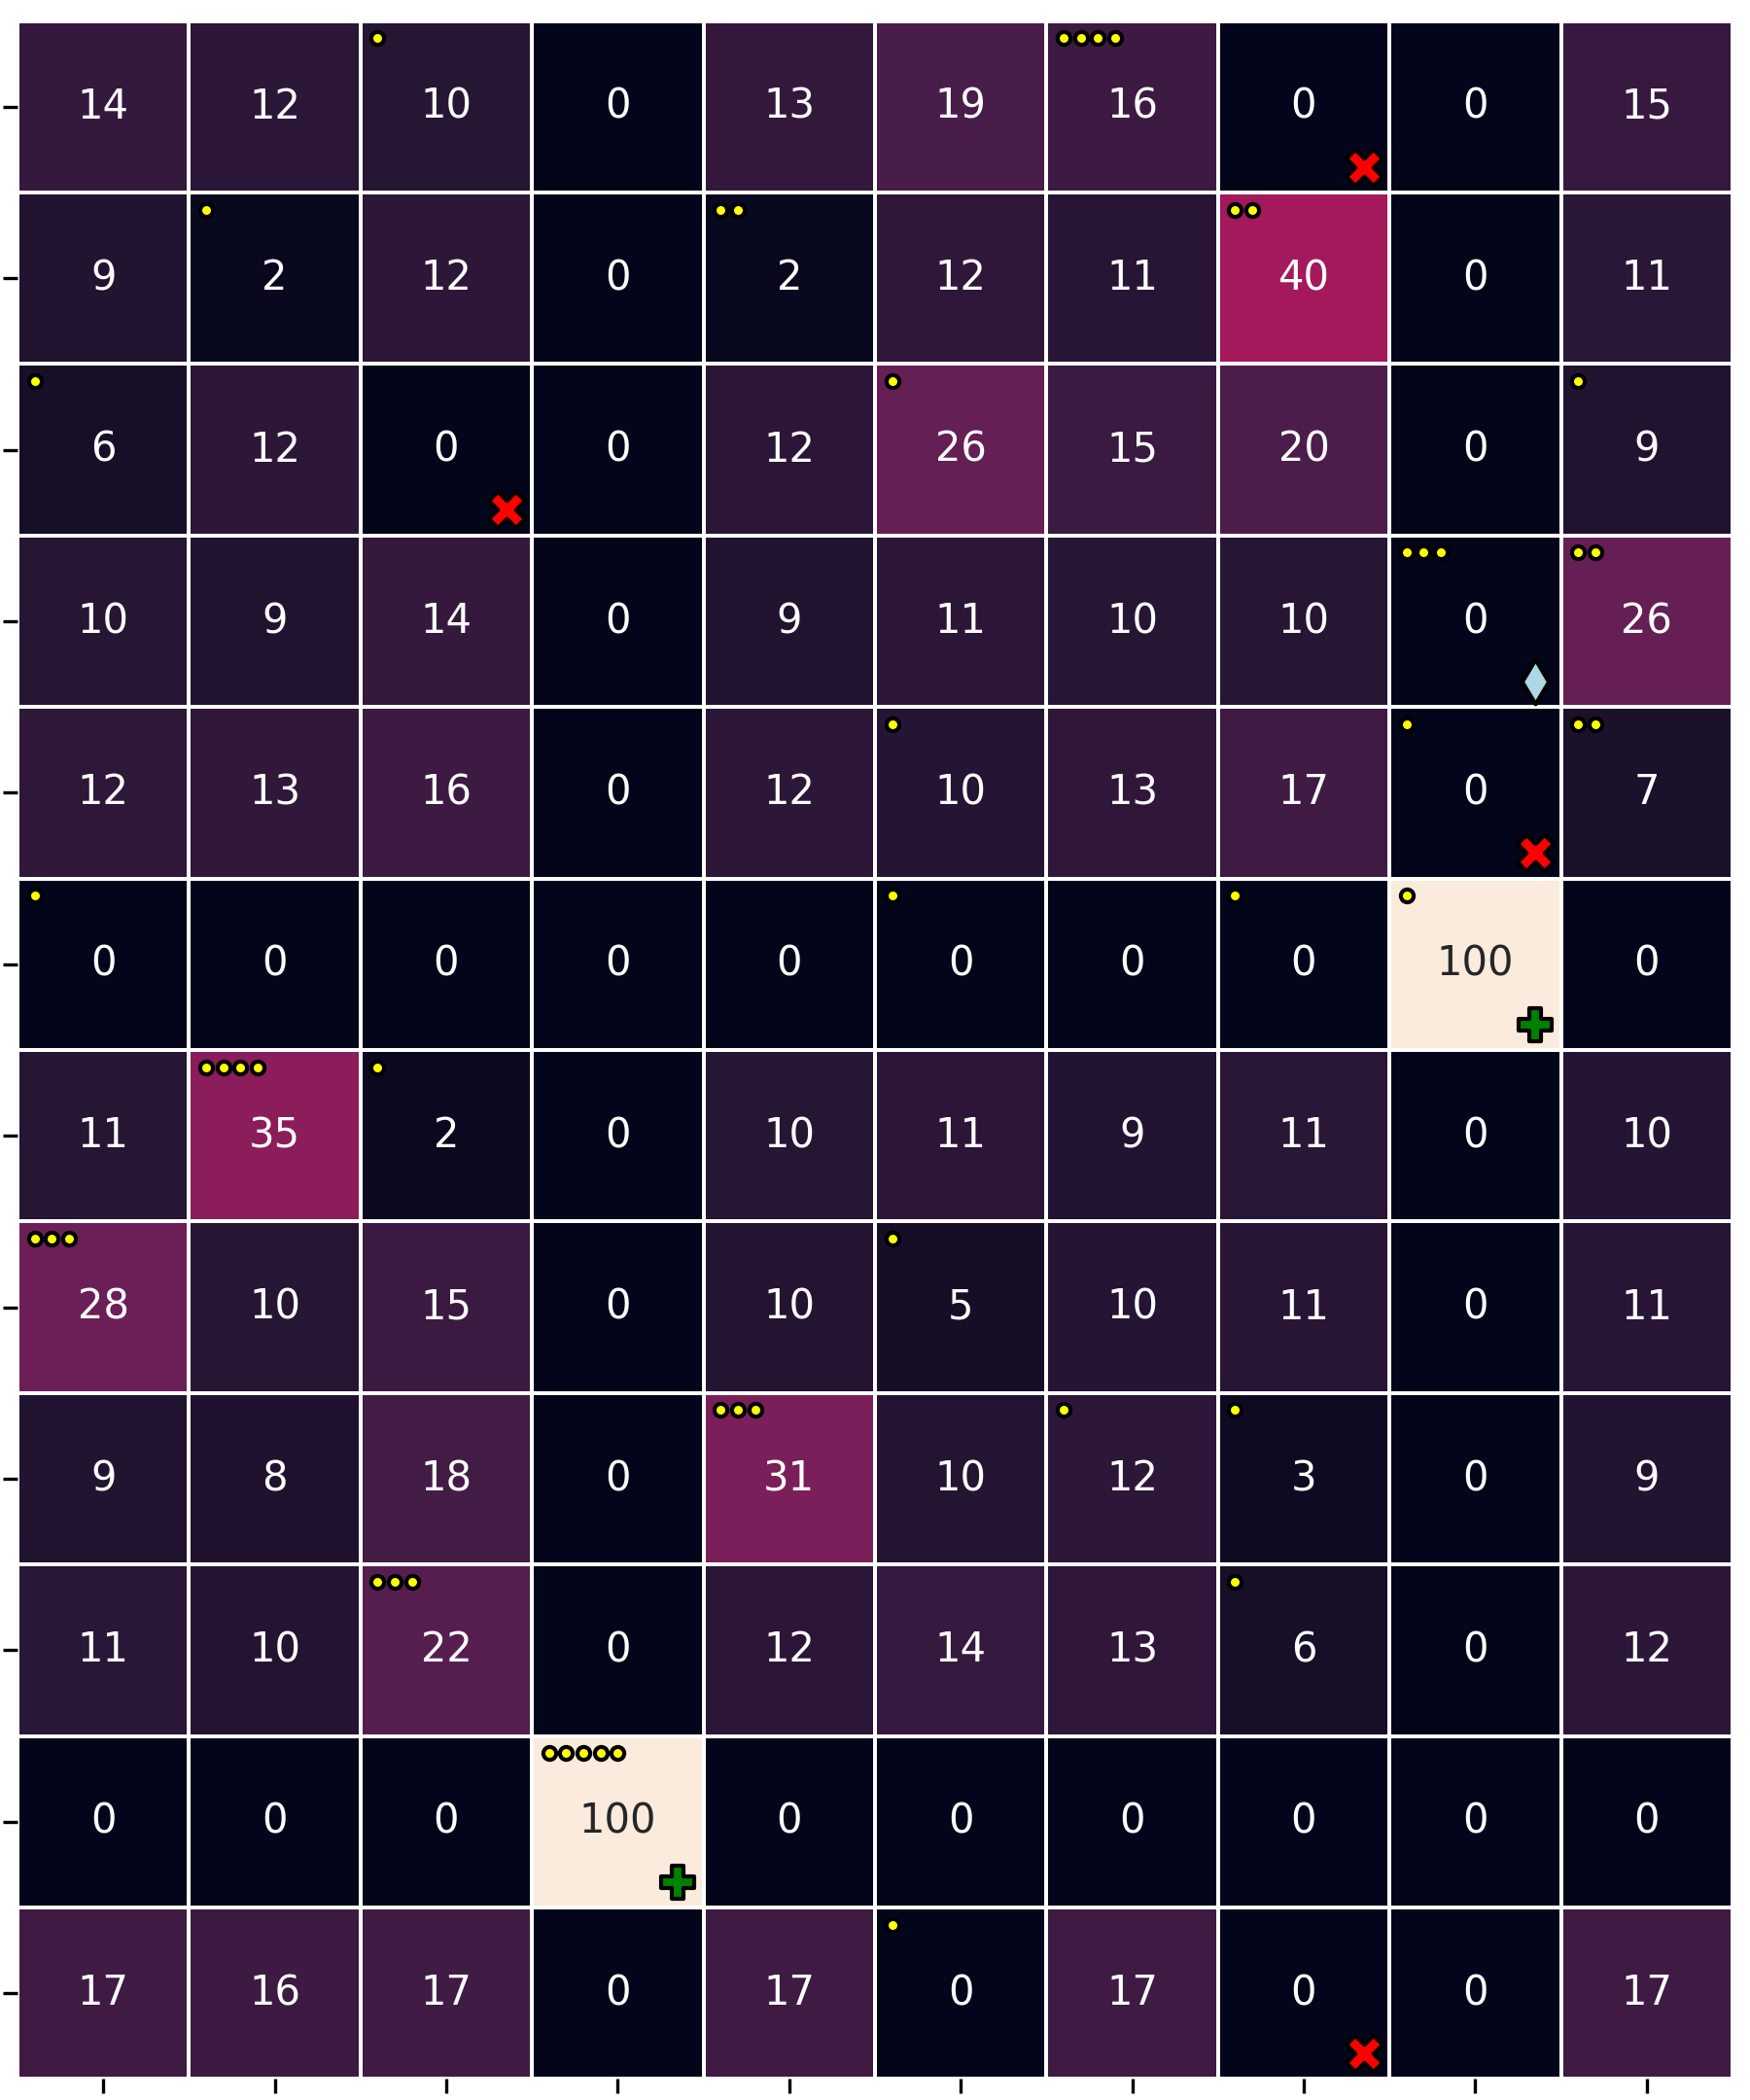 14 12 10 0 13 19 16 0 0 15
9 2 12 0 2 12 11 40 0 11
6 12 0 0 12 26 15 20 0 9
10 9 14 0 9 11 10 10 0 26
12 13 16 0 12 10 13 17 0 7
0 0 0 0 0 0 0 0 100 0
11 35 2 0 10 11 9 11 0 10
28 10 15 0 10 5 10 11 0 11
9 8 18 0 31 10 12 3 0 9
11 10 22 0 12 14 13 6 0 12
0 0 0 100 0 0 0 0 0 0
17 16 17 0 17 0 17 0 0 17